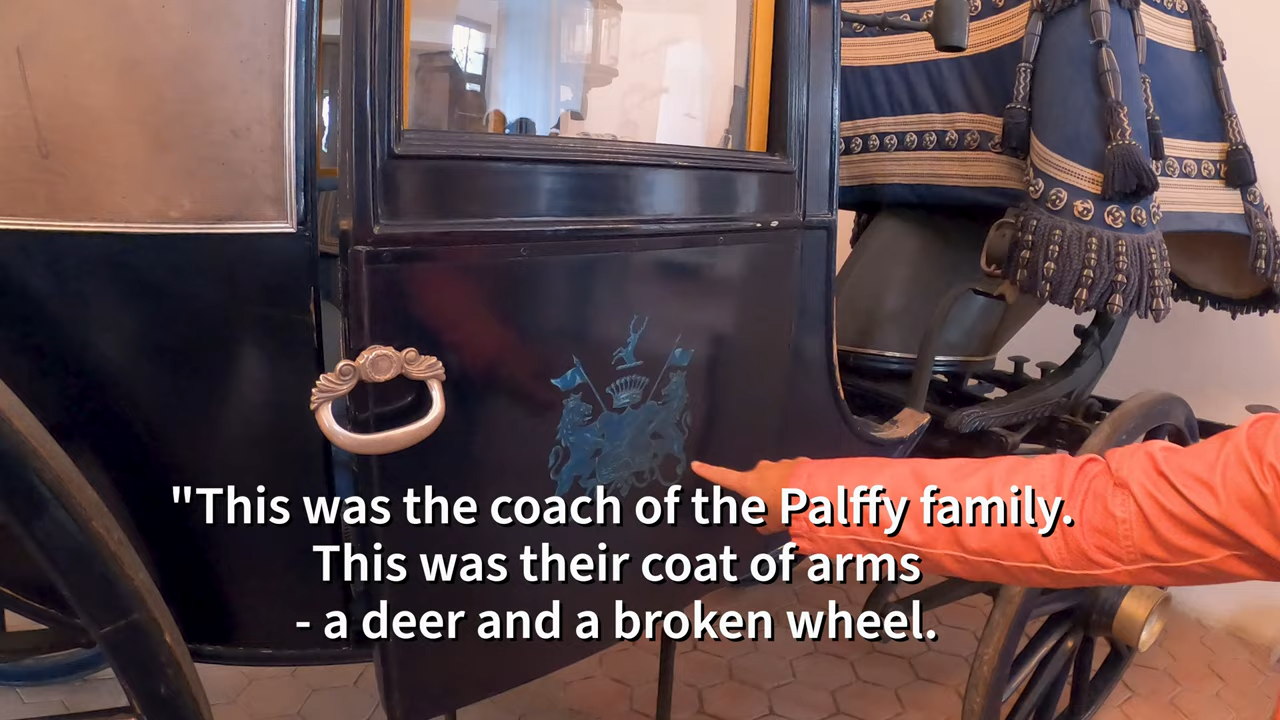 "This was the coach of the Palffy family.
This was their coat of arms
- a deer and a broken wheel.